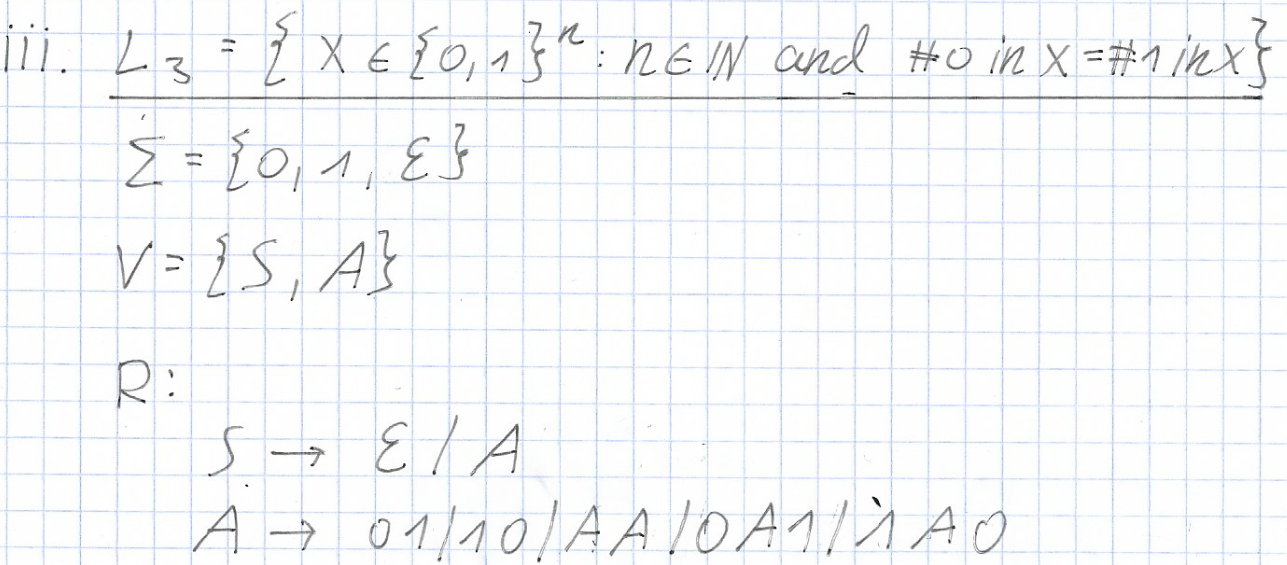 iii. L₃ = { X ∈ {0,1}ⁿ : n ∈ ℕ and #0 in x = #1 in x}
Σ = {0, 1, ε}
V = {S, A}
R:
S → ε / A
A → 01/10/AA/0A1/1A0